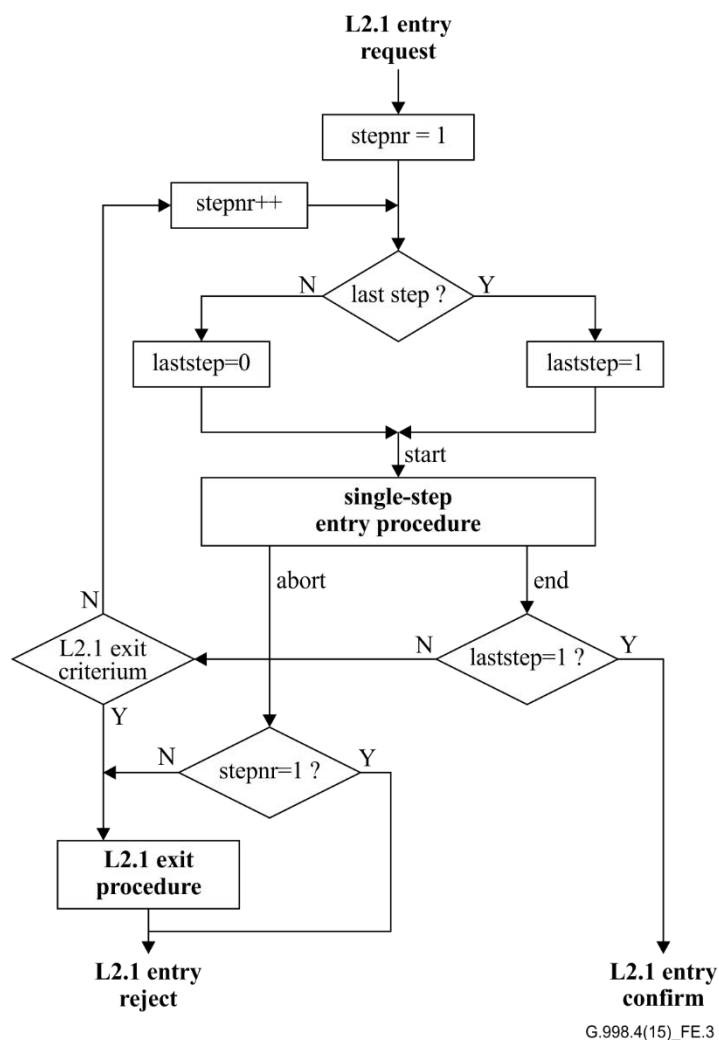 L2.1 entry
request
stepnr = 1
stepnr++
N
last step ?
Y
laststep=0
laststep=1
start
single-step
entry procedure
abort
end
N
L2.1 exit
criterium
Y
N
laststep=1 ?
Y
N
stepnr=1 ?
Y
L2.1 exit
procedure
L2.1 entry
reject
L2.1 entry
confirm
G.998.4(15)_FE.3